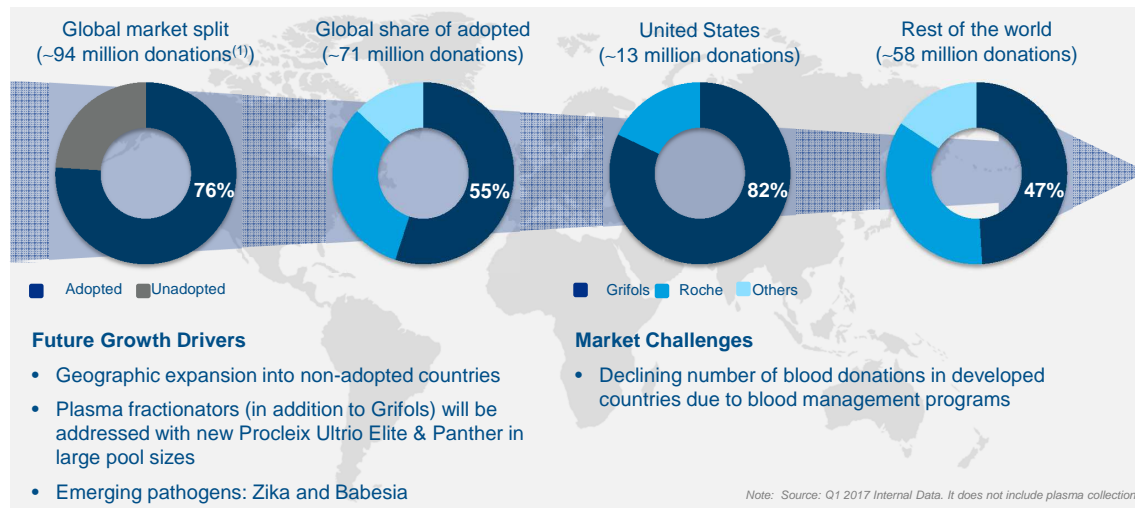 Global market split
(~94 million donations(1))
Global share of adopted
(~71 million donations)
United States
(~13 million donations)
Rest of the world
(~58 million donations)
76%
55%
82%
47%
Adopted
Unadopted
Grifols
Roche
Others
Future Growth Drivers
• Geographic expansion into non-adopted countries
• Plasma fractionators (in addition to Grifols) will be
addressed with new Procleix Ultrio Elite & Panther in
large pool sizes
• Emerging pathogens: Zika and Babesia
Market Challenges
• Declining number of blood donations in developed
countries due to blood management programs
Note: Source: Q1 2017 Internal Data. It does not include plasma collection